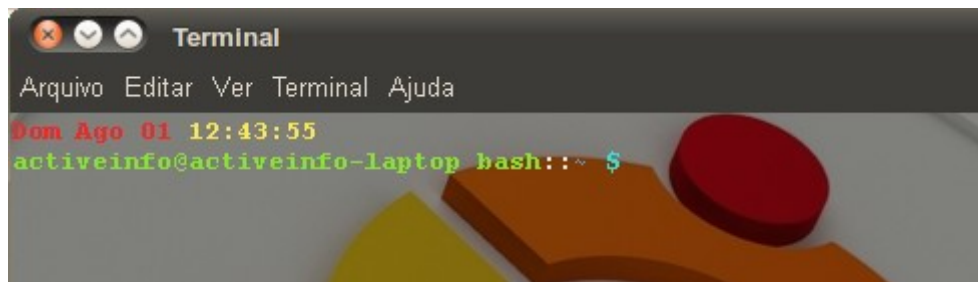 Terminal
Arquivo Editar Ver Terminal Ajuda
Dom Ago 01 12:43:55
activeinfo@activeinfo-laptop bash::~ $